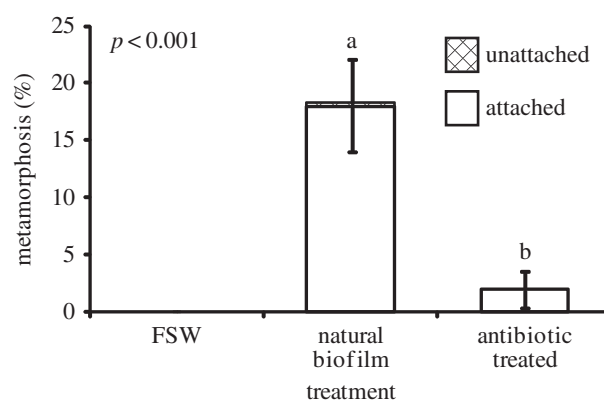 25
20
15
10
5
0
metamorphosis (%)
p < 0.001
unattached
attached
a
b
FSW
natural
biofilm
antibiotic
treated
treatment